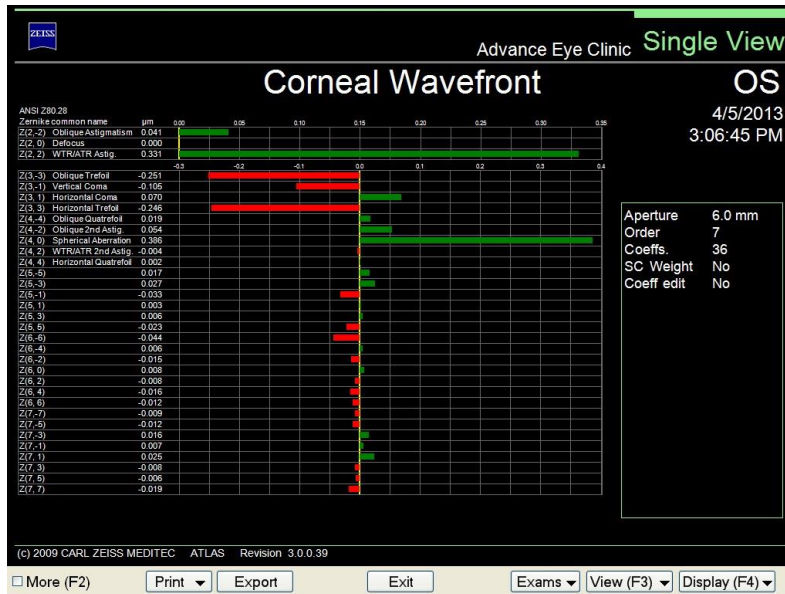 ZEISS
Advance Eye Clinic Single View
Corneal Wavefront OS
4/5/2013
3:06:45 PM
ANSI Z80.28
Zernike common name µm 0.00 0.05 0.10 0.15 0.20 0.25 0.30 0.35
Z(2,-2) Oblique Astigmatism 0.041
Z(2, 0) Defocus 0.000
Z(2, 2) WTR/ATR Astig. 0.331
-0.3 -0.2 -0.1 0.0 0.1 0.2 0.3 0.4
Z(3,-3) Oblique Trefoil -0.251
Z(3,-1) Vertical Coma -0.105
Z(3, 1) Horizontal Coma 0.070
Z(3, 3) Horizontal Trefoil -0.246
Z(4,-4) Oblique Quatrefoil 0.019
Z(4,-2) Oblique 2nd Astig. 0.054
Z(4, 0) Spherical Aberration 0.386
Z(4, 2) WTR/ATR 2nd Astig. -0.004
Z(4, 4) Horizontal Quatrefoil 0.002
Z(5,-5) 0.017
Z(5,-3) 0.027
Z(5,-1) -0.033
Z(5, 1) 0.003
Z(5, 3) 0.006
Z(5, 5) -0.023
Z(6,-6) -0.044
Z(6,-4) 0.006
Z(6,-2) -0.015
Z(6, 0) 0.008
Z(6, 2) -0.008
Z(6, 4) -0.016
Z(6, 6) -0.012
Z(7,-7) -0.009
Z(7,-5) -0.012
Z(7,-3) 0.016
Z(7,-1) 0.007
Z(7, 1) 0.025
Z(7, 3) -0.008
Z(7, 5) -0.006
Z(7, 7) -0.019
Aperture 6.0 mm
Order 7
Coeffs. 36
SC Weight No
Coeff edit No
(c) 2009 CARL ZEISS MEDITEC ATLAS Revision 3.0.0.39
More (F2) Print Export Exit Exams View (F3) Display (F4)